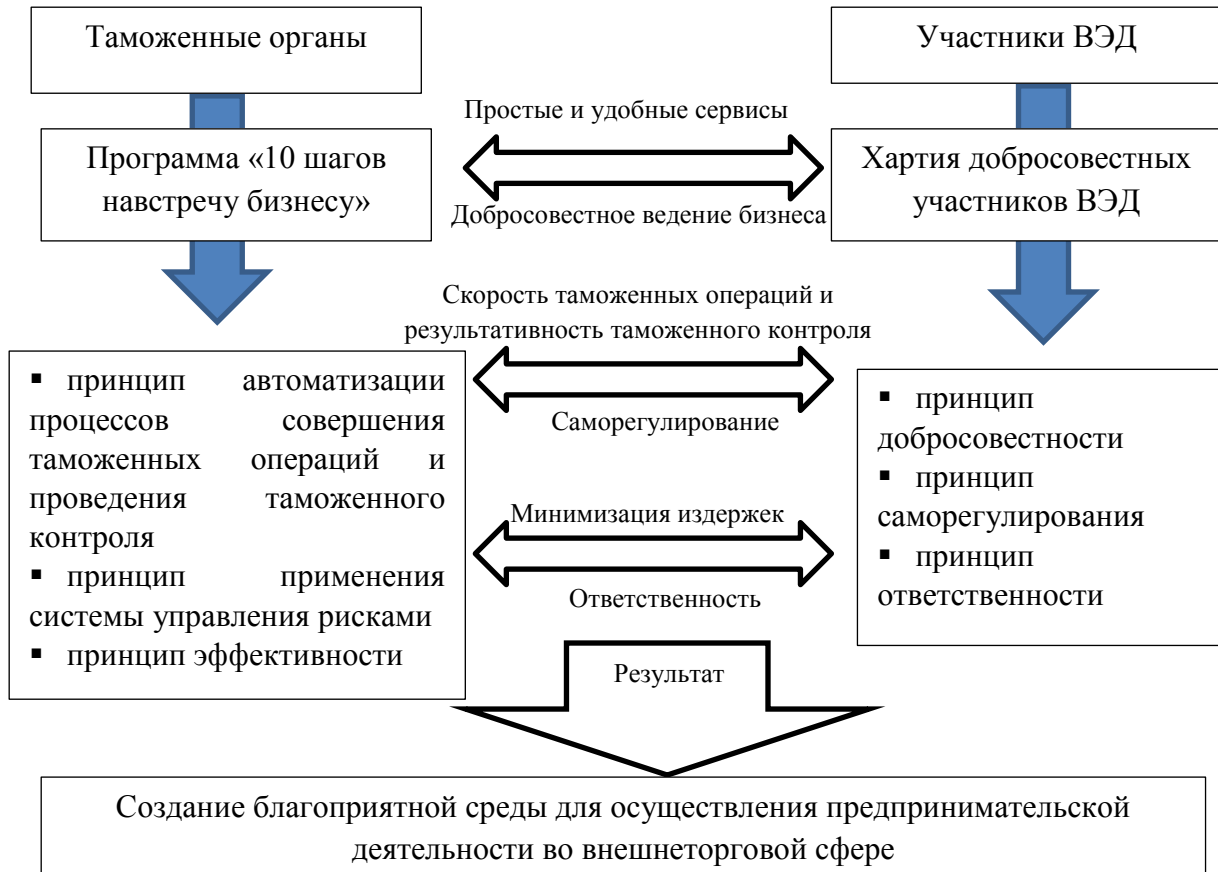 Таможенные органы
Участники ВЭД
Простые и удобные сервисы
Программа «10 шагов
навстречу бизнесу»
Хартия добросовестных
участников ВЭД
Добросовестное ведение бизнеса
Скорость таможенных операций и
результативность таможенного контроля
Саморегулирование
▪ принцип автоматизации
процессов совершения
таможенных операций и
проведения таможенного
контроля
▪ принцип применения
системы управления рисками
▪ принцип эффективности
▪ принцип
добросовестности
▪ принцип
саморегулирования
▪ принцип
ответственности
Минимизация издержек
Ответственность
Результат
Создание благоприятной среды для осуществления предпринимательской
деятельности во внешнеторговой сфере